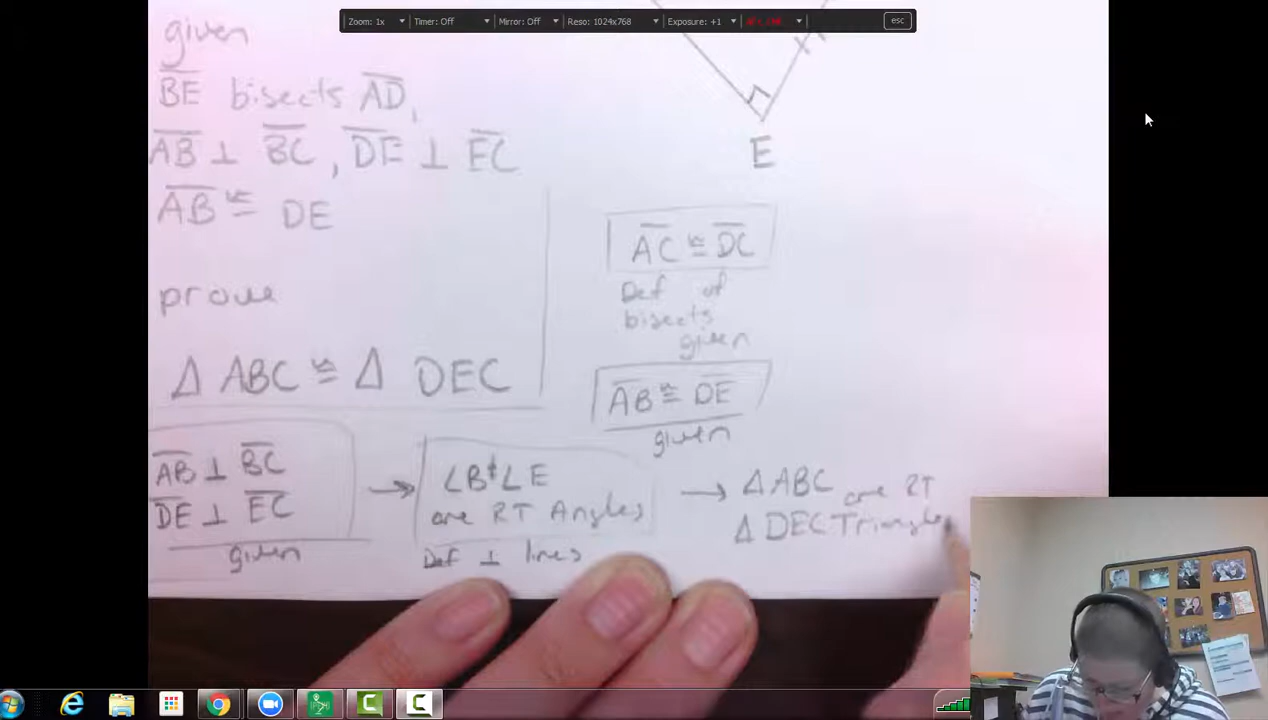 Zoom: 1x Timer: Off Mirror: Off Reso: 1024x768 Exposure: +1 esc
given
BE bisects AD,
AB ⊥ BC, DE ⊥ EC
AB ≅ DE
prove
Δ ABC ≅ Δ DEC
E
AC ≅ DC
Def of
bisects
given
AB ≅ DE
given
AB ⊥ BC
DE ⊥ EC
given
→ ∠B & ∠E
are RT Angles
Def ⊥ lines
→ Δ ABC are RT
Δ DEC Triangles